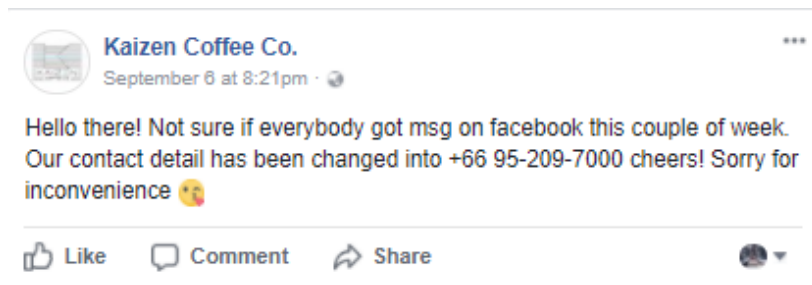 Kaizen Coffee Co.
September 6 at 8:21pm ·
Hello there! Not sure if everybody got msg on facebook this couple of week.
Our contact detail has been changed into +66 95-209-7000 cheers! Sorry for
inconvenience 😘
Like Comment Share